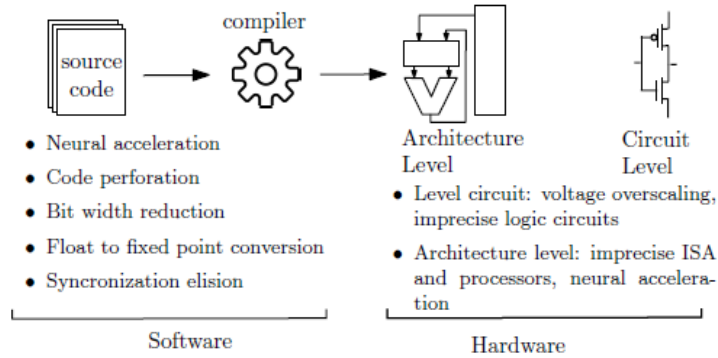 compiler
source
code
Architecture
Level
Circuit
Level
• Neural acceleration
• Code perforation
• Bit width reduction
• Float to fixed point conversion
• Syncronization elision
• Level circuit: voltage overscaling,
imprecise logic circuits
• Architecture level: imprecise ISA
and processors, neural accelera-
tion
Software
Hardware